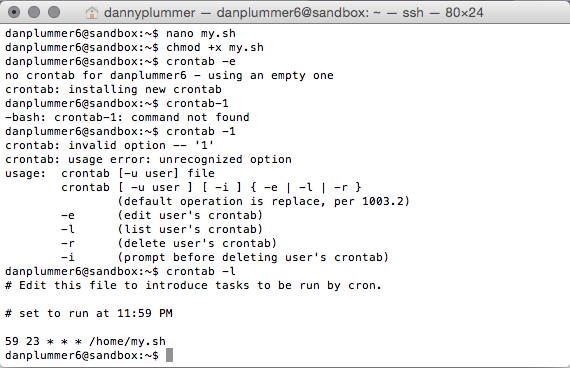 dannyplummer — danplummer6@sandbox: ~ — ssh — 80×24
danplummer6@sandbox:~$ nano my.sh
danplummer6@sandbox:~$ chmod +x my.sh
danplummer6@sandbox:~$ crontab -e
no crontab for danplummer6 - using an empty one
crontab: installing new crontab
danplummer6@sandbox:~$ crontab-1
-bash: crontab-1: command not found
danplummer6@sandbox:~$ crontab -1
crontab: invalid option -- '1'
crontab: usage error: unrecognized option
usage:  crontab [-u user] file
        crontab [ -u user ] [ -i ] { -e | -l | -r }
                (default operation is replace, per 1003.2)
        -e      (edit user's crontab)
        -l      (list user's crontab)
        -r      (delete user's crontab)
        -i      (prompt before deleting user's crontab)
danplummer6@sandbox:~$ crontab -l
# Edit this file to introduce tasks to be run by cron.
# set to run at 11:59 PM
59 23 * * * /home/my.sh
danplummer6@sandbox:~$